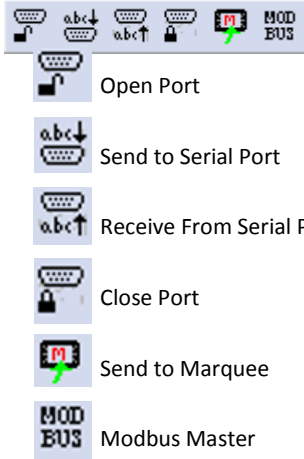 abc abc M MOD
BUS
Open Port
abc
Send to Serial Port
abc
Receive From Serial
Close Port
M
Send to Marquee
MOD
BUS
Modbus Master